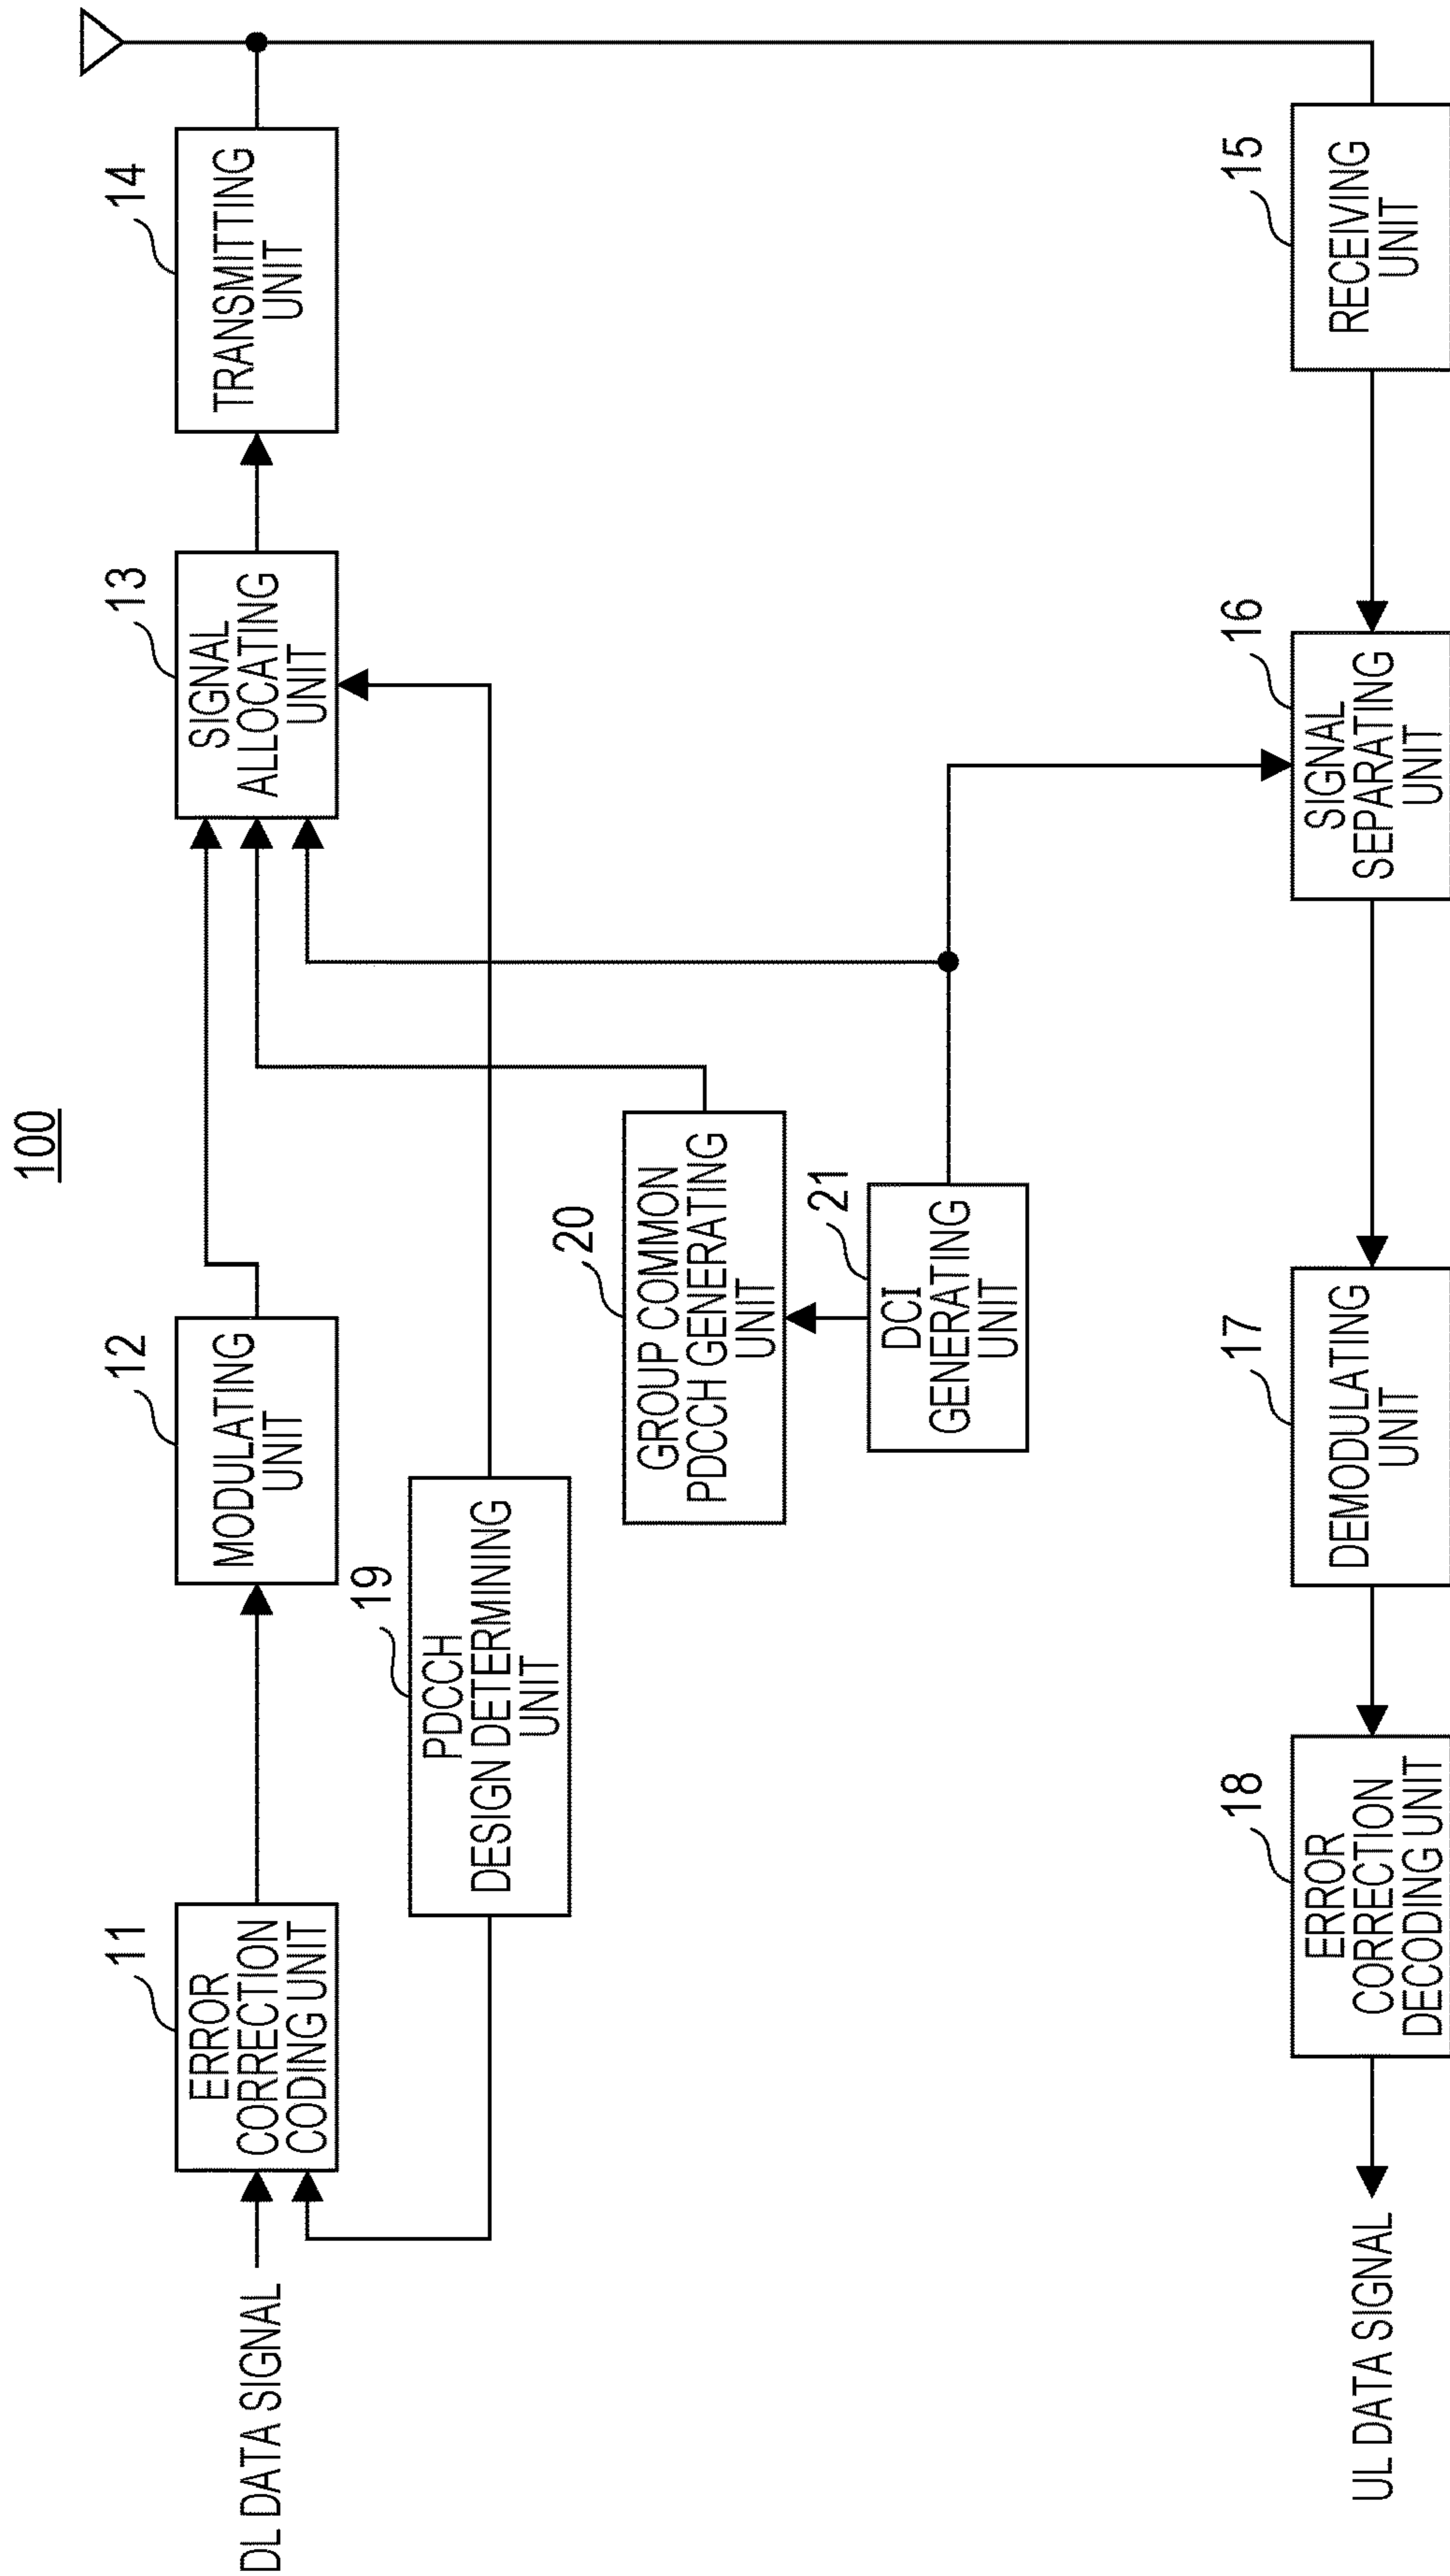 100
11
ERROR
CORRECTION
CODING UNIT
12
MODULATING
UNIT
13
SIGNAL
ALLOCATING
UNIT
14
TRANSMITTING
UNIT
DL DATA SIGNAL
19
PDCCH
DESIGN DETERMINING
UNIT
20
GROUP COMMON
PDCCH GENERATING
UNIT
21
DCI
GENERATING
UNIT
18
ERROR
CORRECTION
DECODING UNIT
17
DEMODULATING
UNIT
16
SIGNAL
SEPARATING
UNIT
15
RECEIVING
UNIT
UL DATA SIGNAL